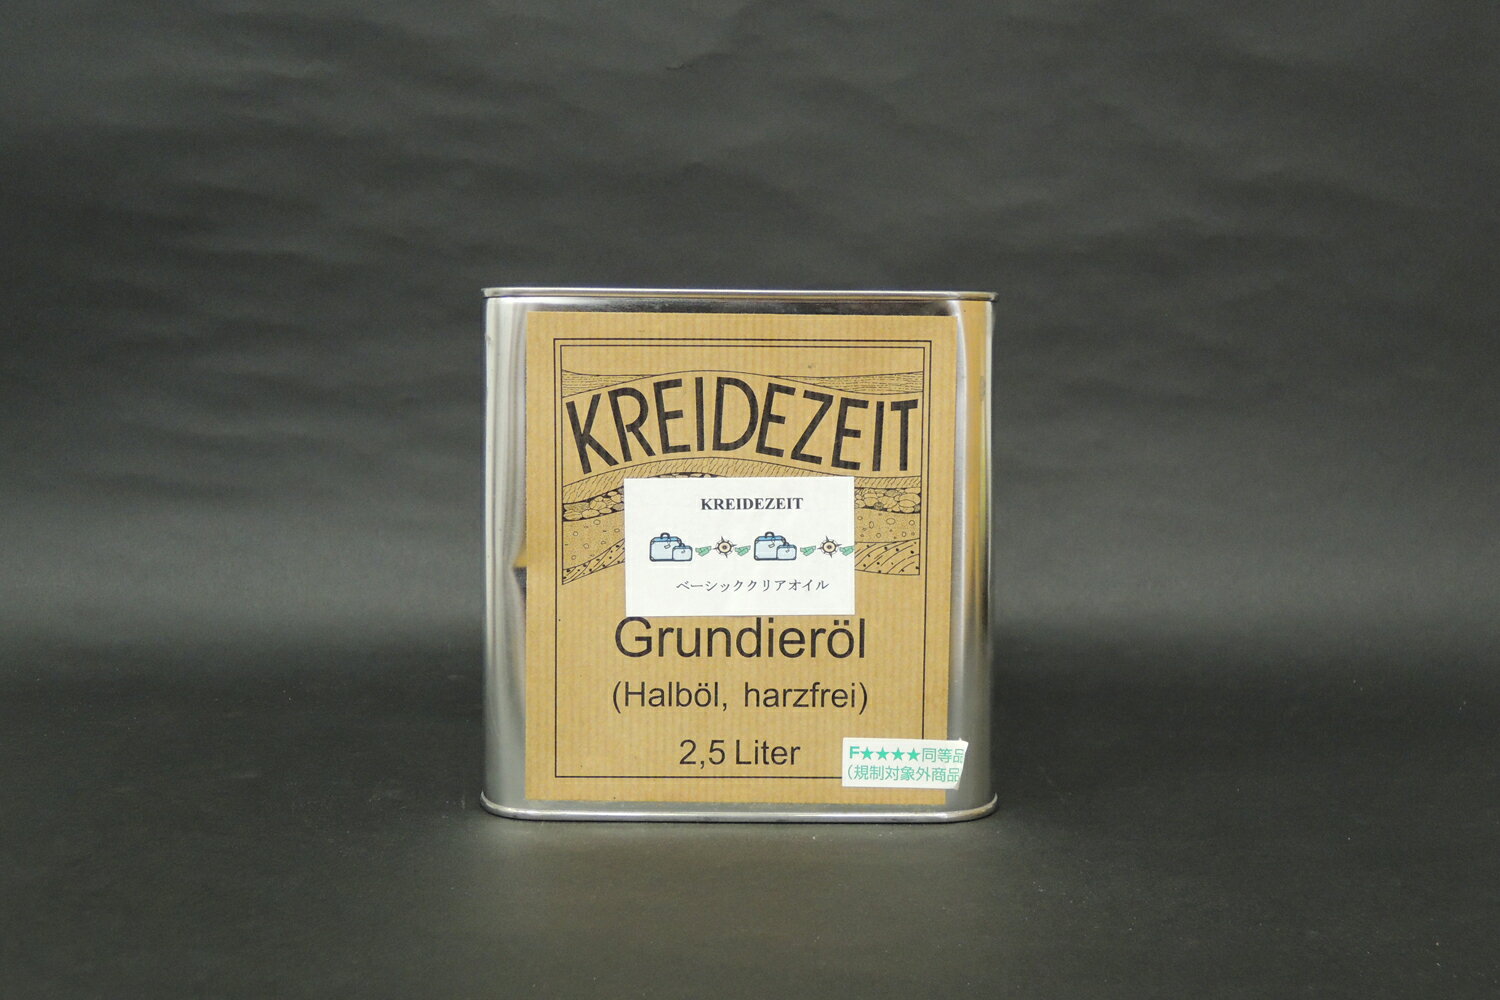 KREIDEZEIT
KREIDEZEIT
ベーシッククリアオイル
Grundieröl
(Halböl, harzfrei)
2,5 Liter
F★★★★同等品
（規制対象外商品